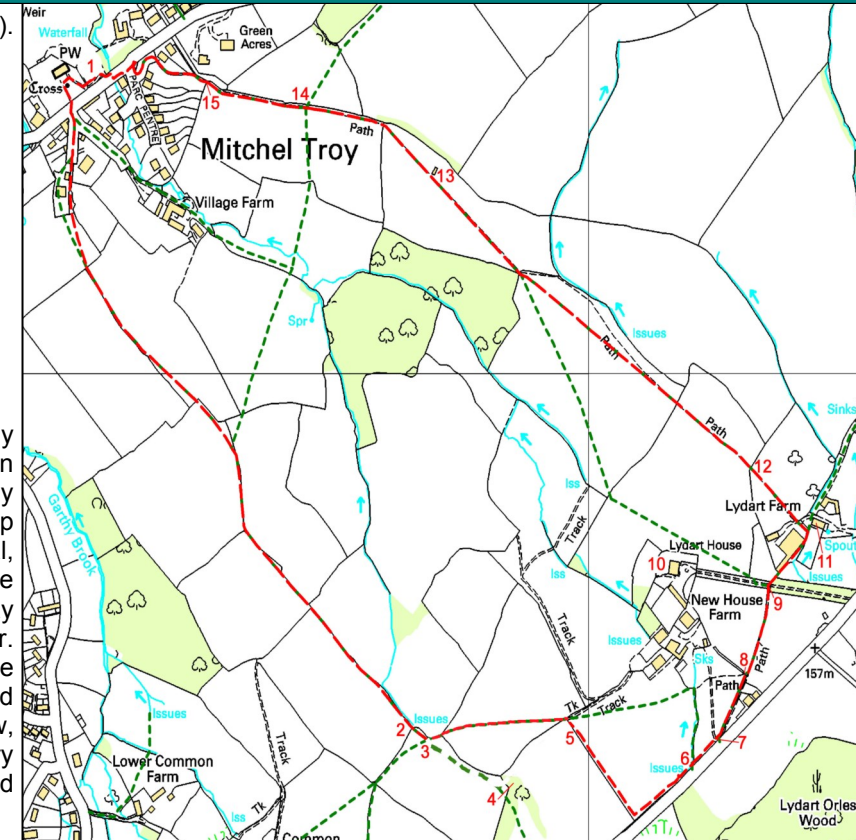 ).
y
n
y
p
l,
e
y
r.
e
d
v,
ry
d
Weir
Waterfall
PW
1
Cross
PARC PENTRE
Green
Acres
15
14
Path
Mitchel Troy
13
Village Farm
Spr
Issues
Path
Path
12
Sinks
Lydart Farm
Spout
11
Issues
Iss
Track
Iss
Lydart House
10
9
New House
Farm
Issues
Track
Sks
8
Path
Path
157m
Garthy Brook
Issues
Track
Lower Common
Farm
Iss
Tk
Common
2
Issues
3
4
Tk
Track
5
6
Issues
7
Lydart Orles
Wood